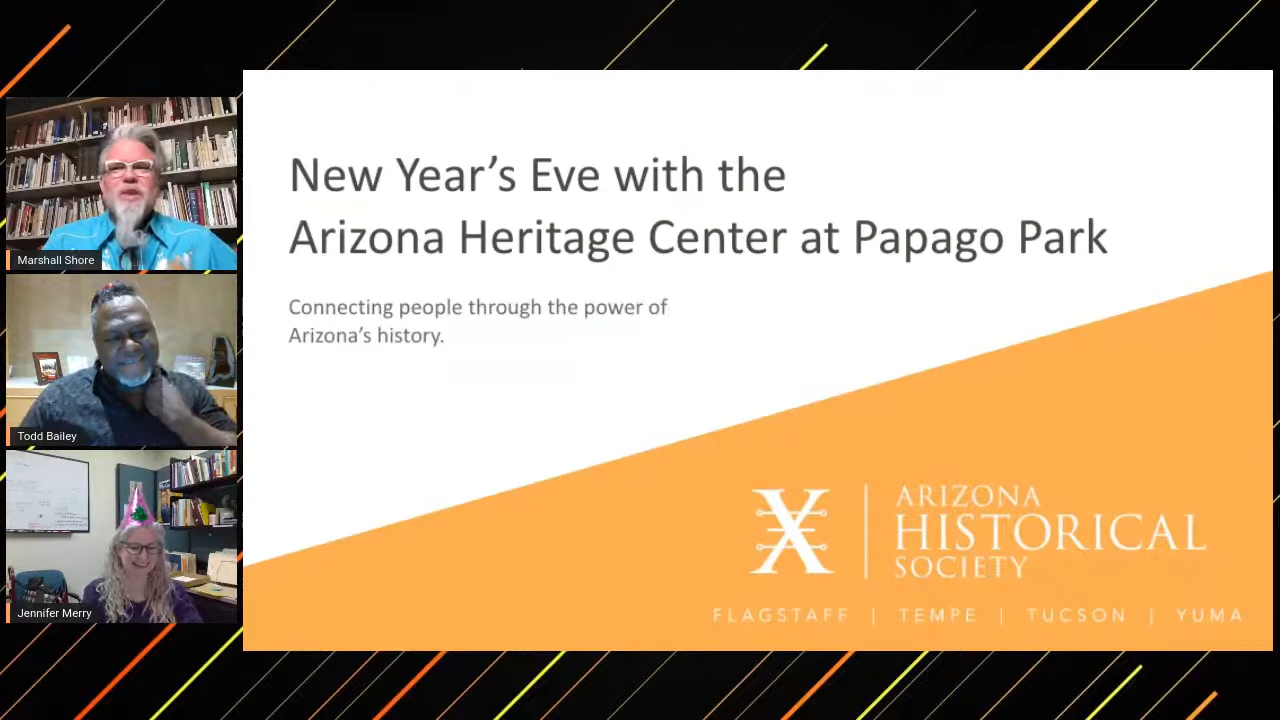 New Year’s Eve with the
Arizona Heritage Center at Papago Park
Connecting people through the power of
Arizona’s history.
ARIZONA
HISTORICAL
SOCIETY
FLAGSTAFF | TEMPE | TUCSON | YUMA
Marshall Shore
Todd Bailey
Jennifer Merry